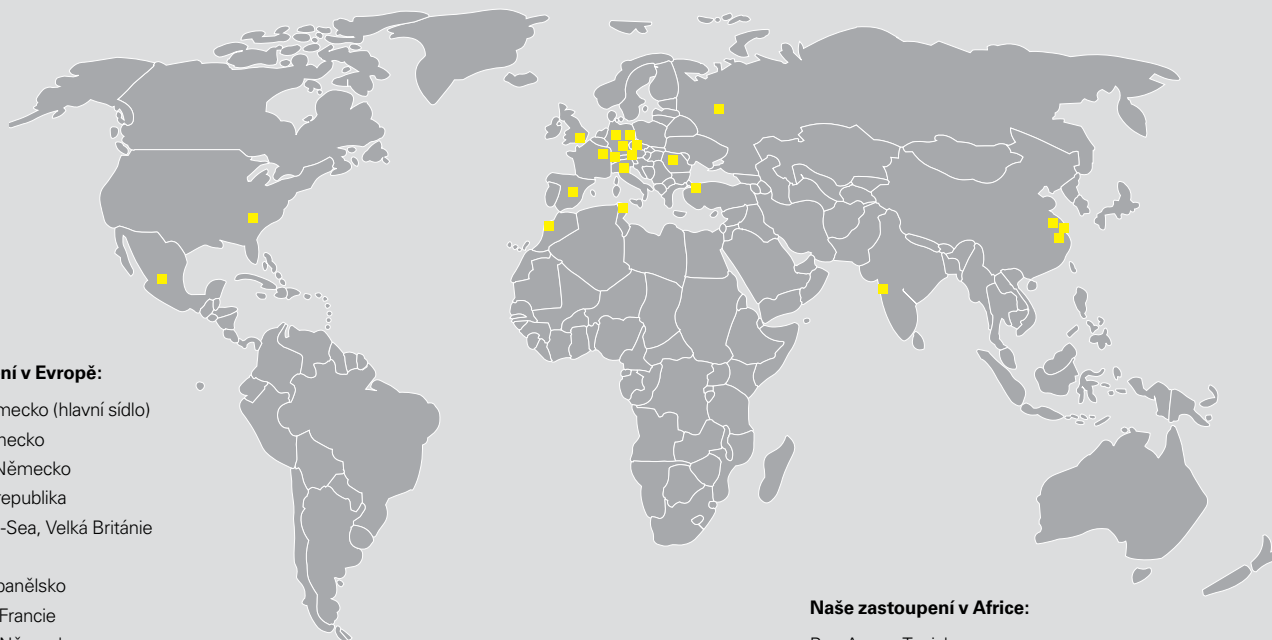 ní v Evropě:
mecko (hlavní sídlo)
necko
Německo
republika
-Sea, Velká Británie
panělsko
Francie
Naše zastoupení v Africe: